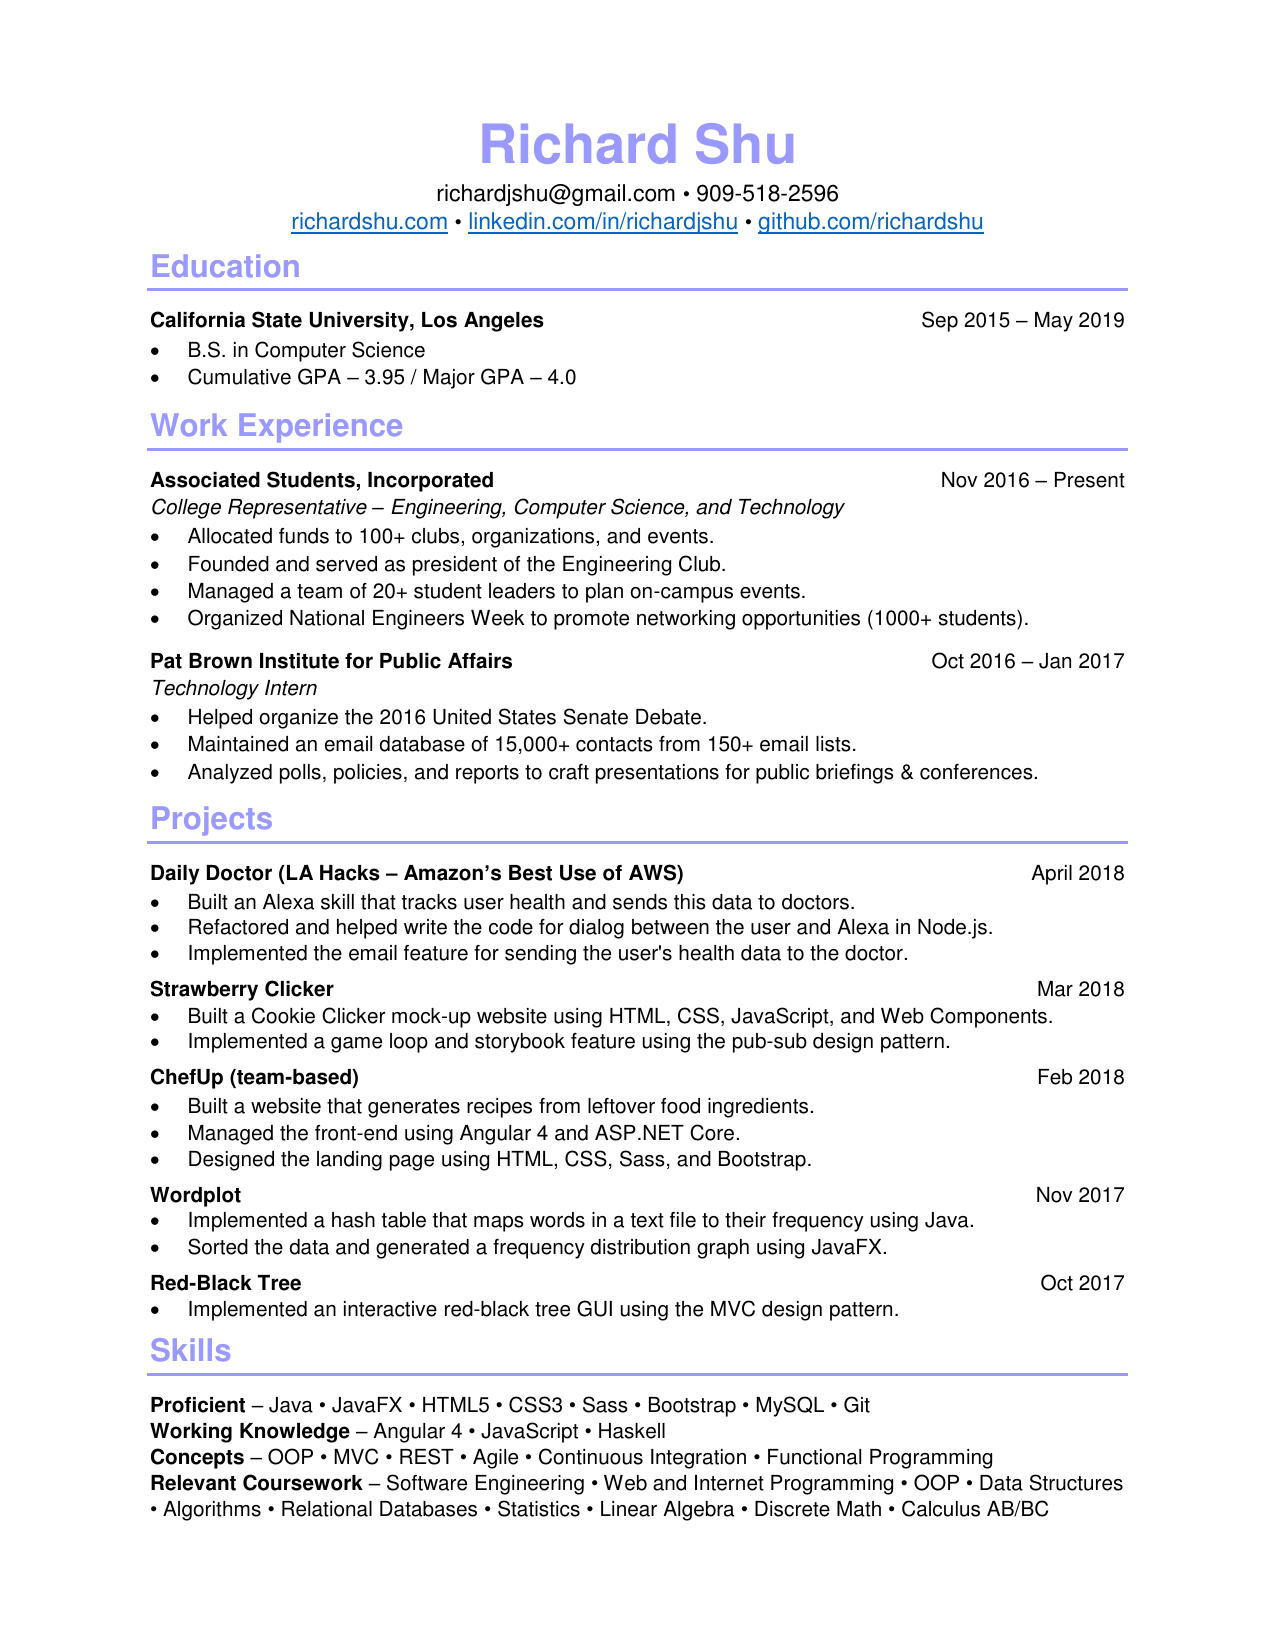 Richard Shu
richardjshu@gmail.com • 909-518-2596
richardshu.com • linkedin.com/in/richardjshu • github.com/richardshu
Education
California State University, Los Angeles Sep 2015 – May 2019
• B.S. in Computer Science
• Cumulative GPA – 3.95 / Major GPA – 4.0
Work Experience
Associated Students, Incorporated Nov 2016 – Present
College Representative – Engineering, Computer Science, and Technology
• Allocated funds to 100+ clubs, organizations, and events.
• Founded and served as president of the Engineering Club.
• Managed a team of 20+ student leaders to plan on-campus events.
• Organized National Engineers Week to promote networking opportunities (1000+ students).
Pat Brown Institute for Public Affairs Oct 2016 – Jan 2017
Technology Intern
• Helped organize the 2016 United States Senate Debate.
• Maintained an email database of 15,000+ contacts from 150+ email lists.
• Analyzed polls, policies, and reports to craft presentations for public briefings & conferences.
Projects
Daily Doctor (LA Hacks – Amazon’s Best Use of AWS) April 2018
• Built an Alexa skill that tracks user health and sends this data to doctors.
• Refactored and helped write the code for dialog between the user and Alexa in Node.js.
• Implemented the email feature for sending the user's health data to the doctor.
Strawberry Clicker Mar 2018
• Built a Cookie Clicker mock-up website using HTML, CSS, JavaScript, and Web Components.
• Implemented a game loop and storybook feature using the pub-sub design pattern.
ChefUp (team-based) Feb 2018
• Built a website that generates recipes from leftover food ingredients.
• Managed the front-end using Angular 4 and ASP.NET Core.
• Designed the landing page using HTML, CSS, Sass, and Bootstrap.
Wordplot Nov 2017
• Implemented a hash table that maps words in a text file to their frequency using Java.
• Sorted the data and generated a frequency distribution graph using JavaFX.
Red-Black Tree Oct 2017
• Implemented an interactive red-black tree GUI using the MVC design pattern.
Skills
Proficient – Java • JavaFX • HTML5 • CSS3 • Sass • Bootstrap • MySQL • Git
Working Knowledge – Angular 4 • JavaScript • Haskell
Concepts – OOP • MVC • REST • Agile • Continuous Integration • Functional Programming
Relevant Coursework – Software Engineering • Web and Internet Programming • OOP • Data Structures
• Algorithms • Relational Databases • Statistics • Linear Algebra • Discrete Math • Calculus AB/BC